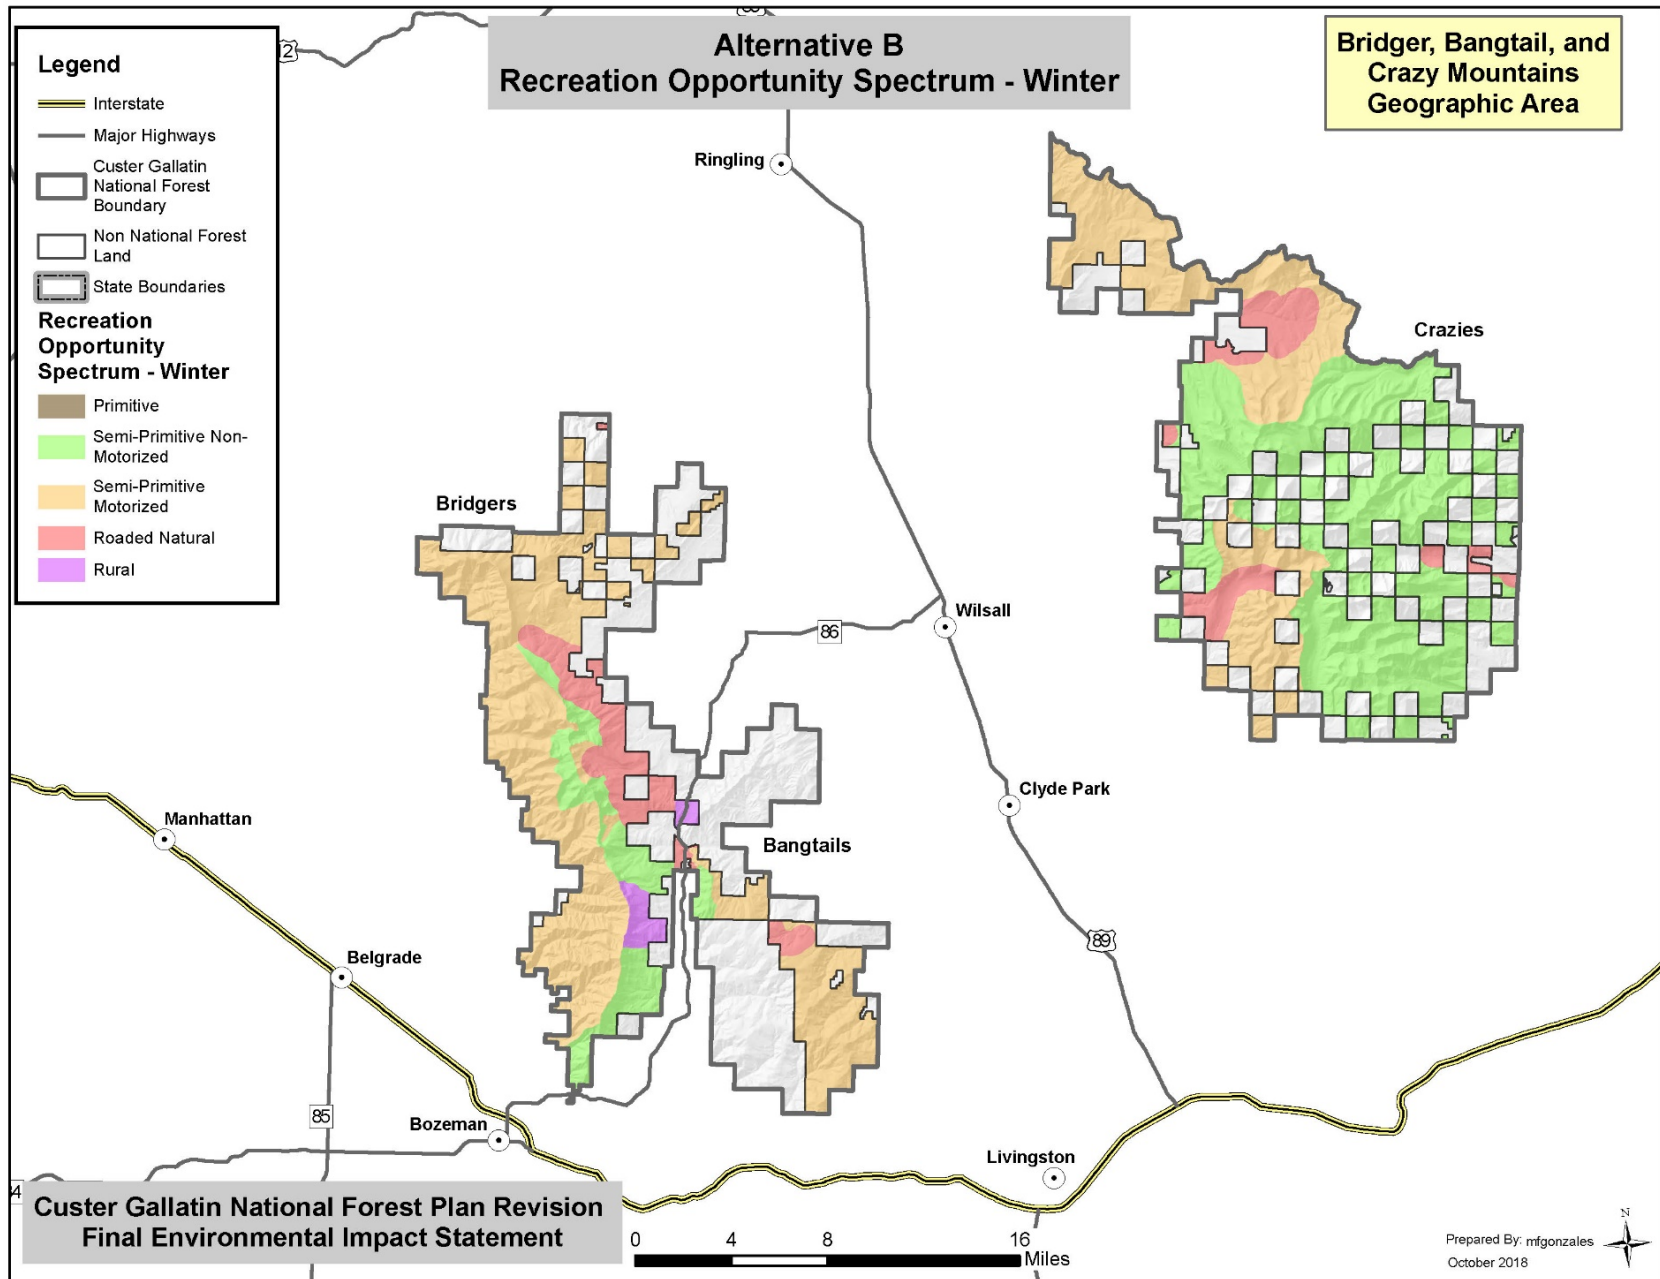 Alternative B
Recreation Opportunity Spectrum - Winter
Bridger, Bangtail, and
Crazy Mountains
Geographic Area
Legend
Interstate
Major Highways
Custer Gallatin
National Forest
Boundary
Non National Forest
Land
State Boundaries
Recreation
Opportunity
Spectrum - Winter
Primitive
Semi-Primitive Non-
Motorized
Semi-Primitive
Motorized
Roaded Natural
Rural
12
Ringling
Crazies
Bridgers
86
Wilsall
Clyde Park
Manhattan
Bangtails
89
Belgrade
85
Bozeman
Livingston
Custer Gallatin National Forest Plan Revision
Final Environmental Impact Statement
0 4 8 16
Miles
N
Prepared By: mfgonzales
October 2018